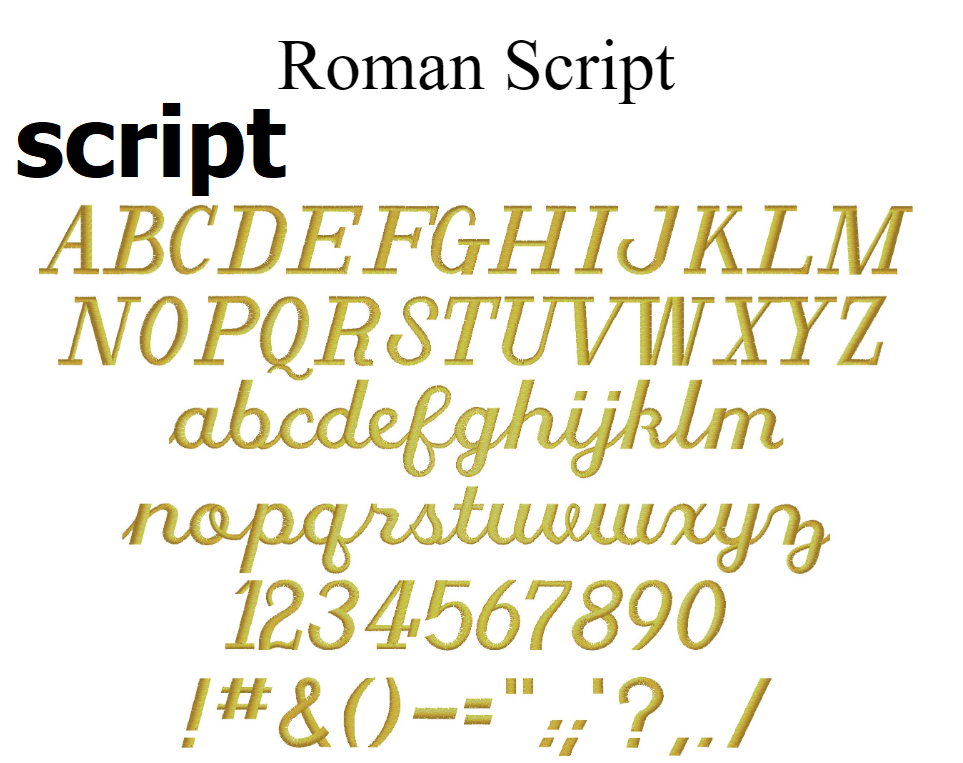 Roman Script
script
ABCDEFGHIJKLM
NOPQRSTUVWXYZ
abcdefghijklm
nopqrstuvwxyz
1234567890
!#&()-=":;'?,./